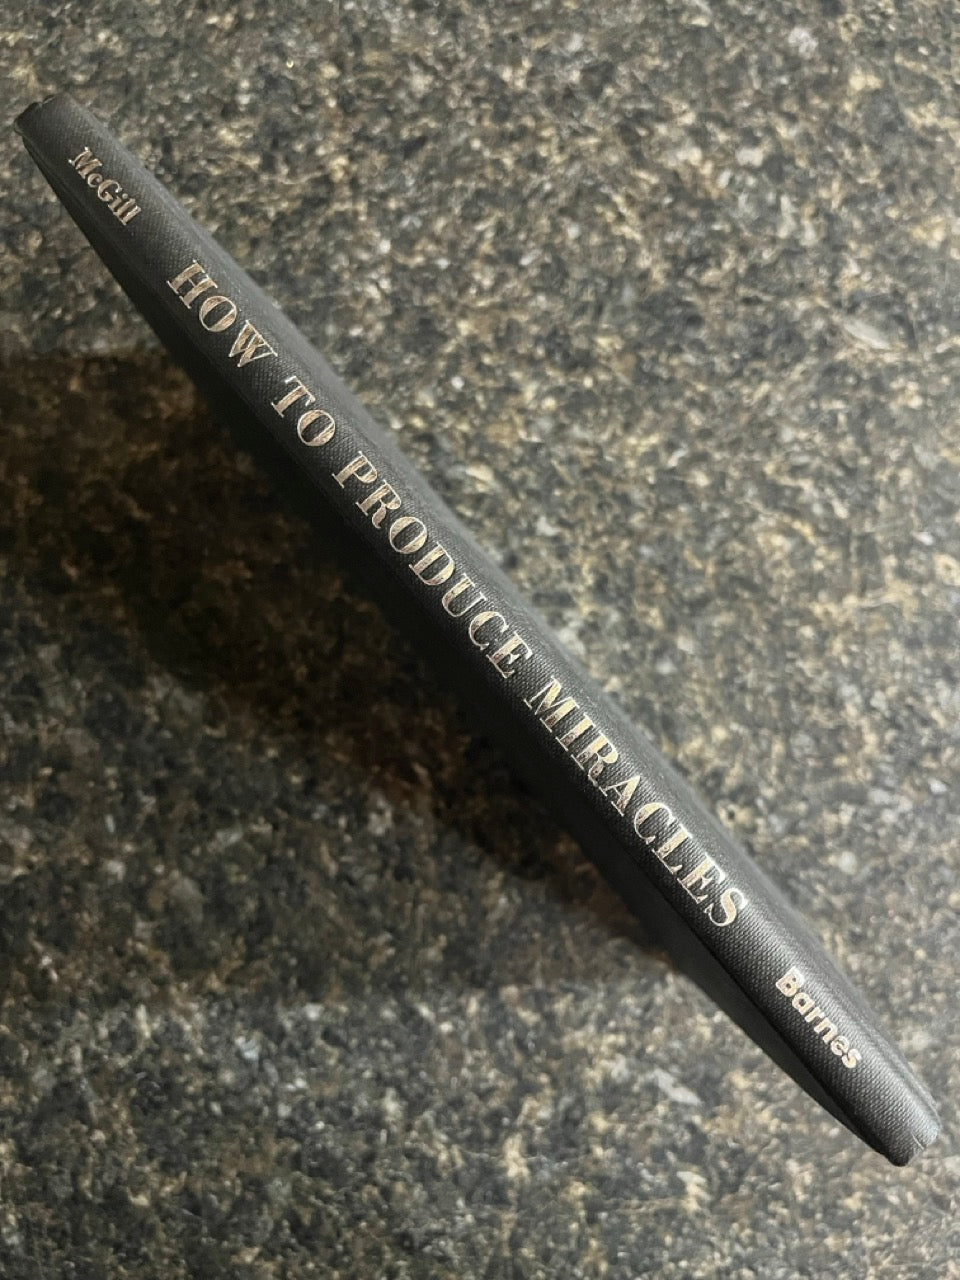 McGill
HOW TO PRODUCE MIRACLES
Barnes